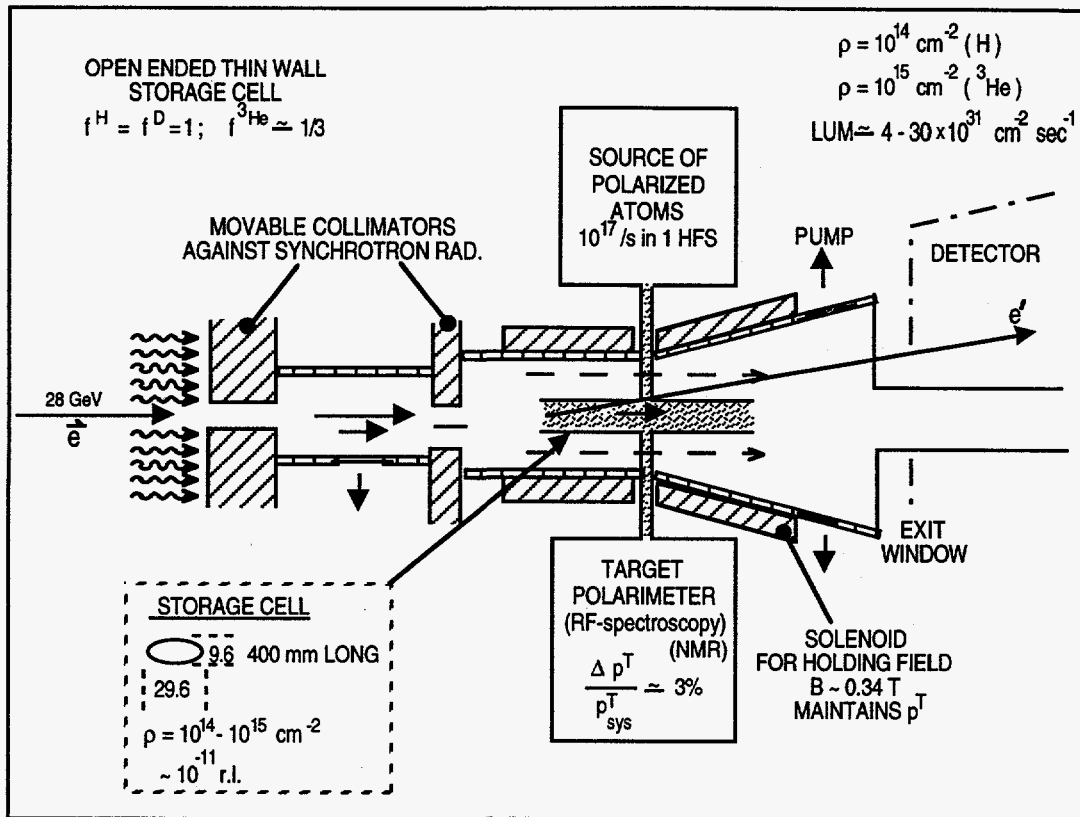 OPEN ENDED THIN WALL
STORAGE CELL
f^H = f^D = 1; f^3He ≃ 1/3
ρ = 10^14 cm^-2 (H)
ρ = 10^15 cm^-2 (^3He)
LUM ≃ 4 - 30 x 10^31 cm^-2 sec^-1
SOURCE OF
POLARIZED
ATOMS
10^17/s in 1 HFS
MOVABLE COLLIMATORS
AGAINST SYNCHROTRON RAD.
PUMP
DETECTOR
e'
28 GeV
e
EXIT
WINDOW
STORAGE CELL
9.6 400 mm LONG
29.6
ρ = 10^14 - 10^15 cm^-2
~ 10^-11 r.l.
TARGET
POLARIMETER
(RF-spectroscopy)
(NMR)
Δ p^T
≃ 3%
p^T_sys
SOLENOID
FOR HOLDING FIELD
B ~ 0.34 T
MAINTAINS p^T